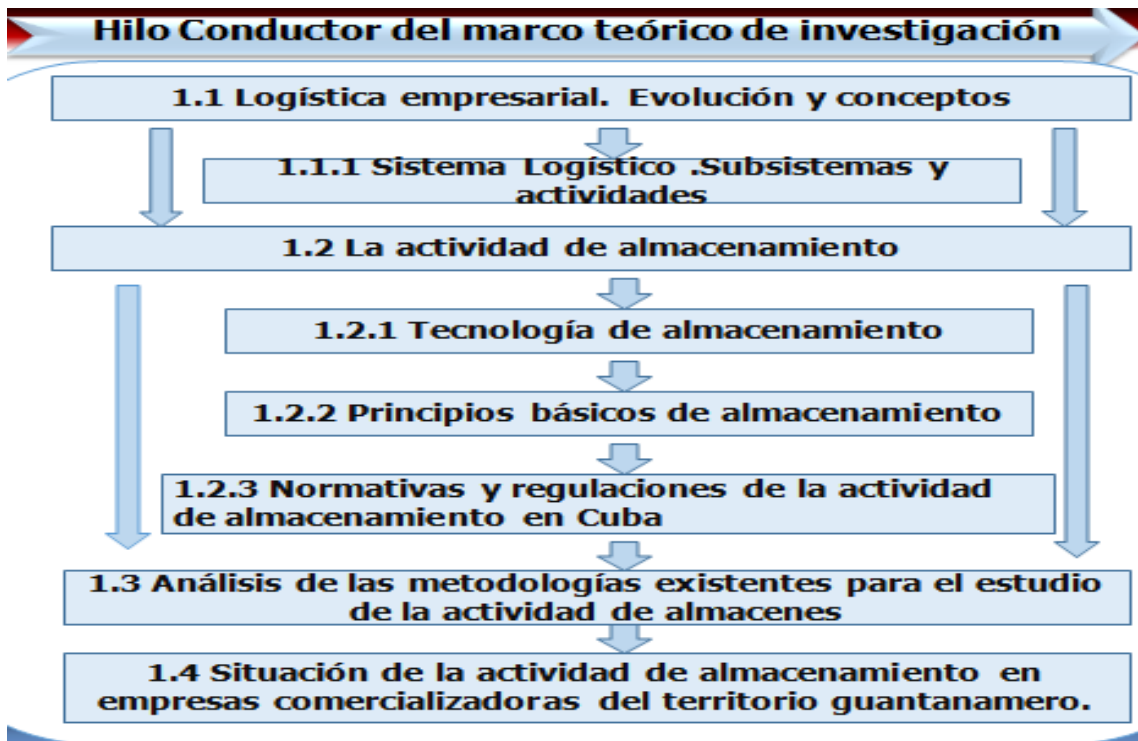 Hilo Conductor del marco teórico de investigación
1.1 Logística empresarial. Evolución y conceptos
1.1.1 Sistema Logístico .Subsistemas y
actividades
1.2 La actividad de almacenamiento
1.2.1 Tecnología de almacenamiento
1.2.2 Principios básicos de almacenamiento
1.2.3 Normativas y regulaciones de la actividad
de almacenamiento en Cuba
1.3 Análisis de las metodologías existentes para el estudio
de la actividad de almacenes
1.4 Situación de la actividad de almacenamiento en
empresas comercializadoras del territorio guantanamero.